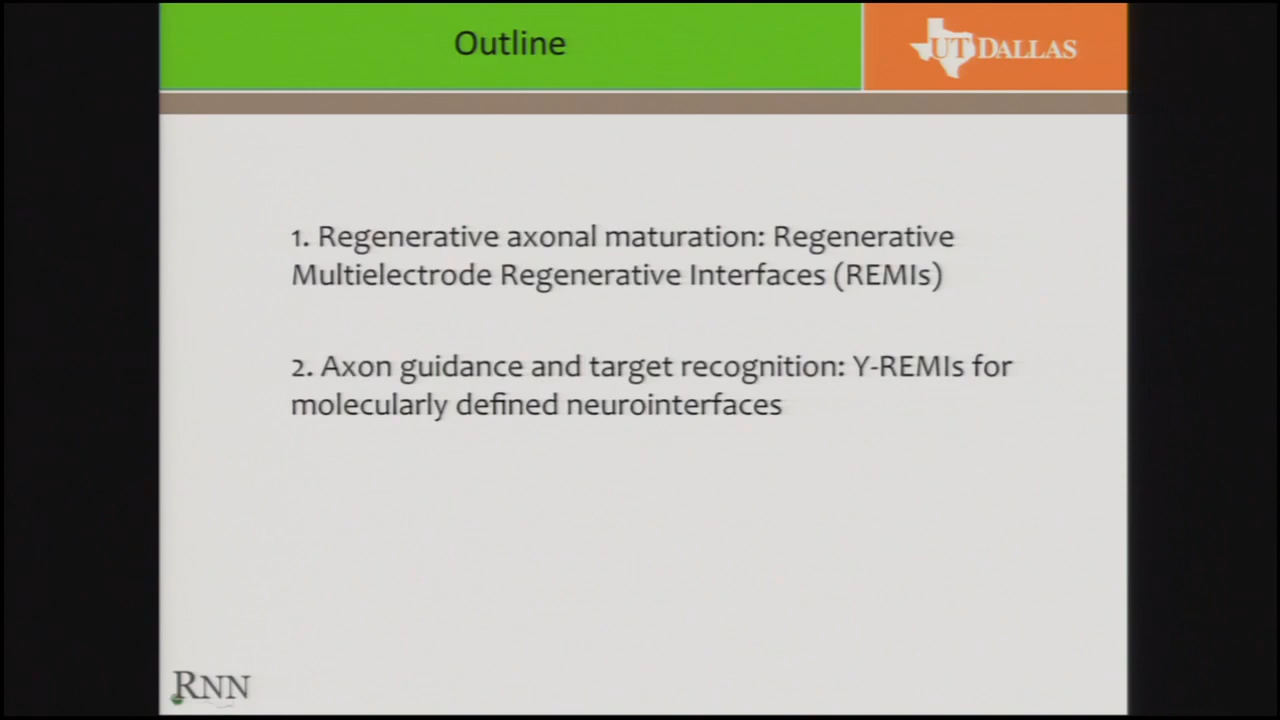 Outline
UT DALLAS
1. Regenerative axonal maturation: Regenerative
Multielectrode Regenerative Interfaces (REMIs)
2. Axon guidance and target recognition: Y-REMIs for
molecularly defined neurointerfaces
RNN